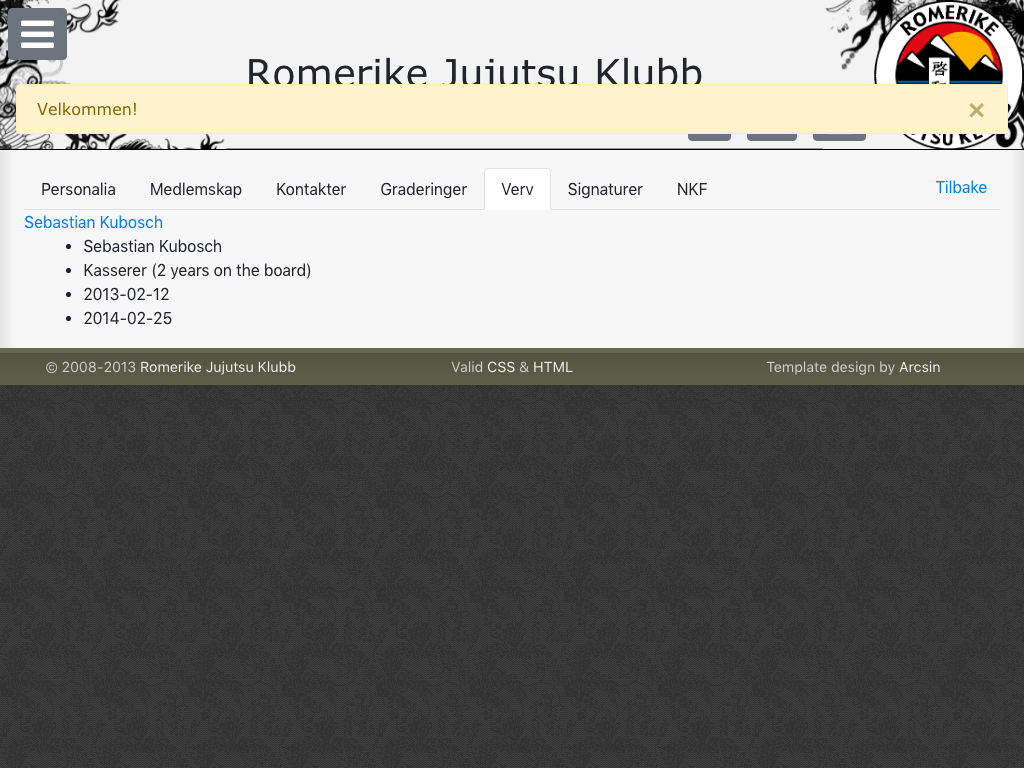 ROMERIKE
Romerike Jujutsu Klubb
Velkommen!
×
Personalia
Medlemskap
Kontakter
Graderinger
Verv
Signaturer
NKF
Tilbake
Sebastian Kubosch
Sebastian Kubosch
Kasserer (2 years on the board)
2013-02-12
2014-02-25
© 2008-2013 Romerike Jujutsu Klubb
Valid CSS & HTML
Template design by Arcsin